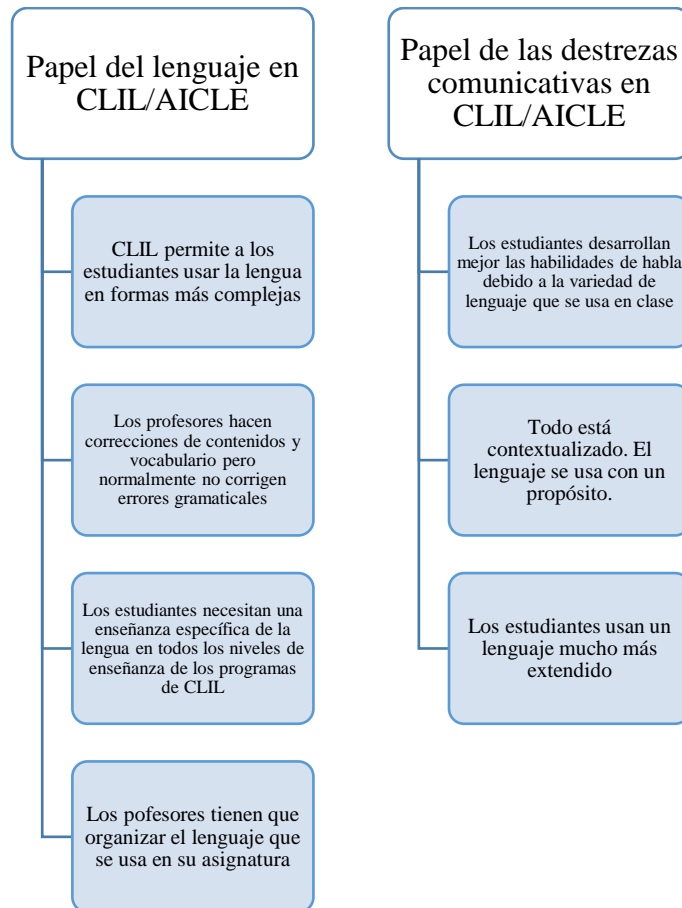 Papel del lenguaje en
CLIL/AICLE
CLIL permite a los
estudiantes usar la lengua
en formas más complejas
Los profesores hacen
correcciones de contenidos y
vocabulario pero
normalmente no corrigen
errores gramaticales
Los estudiantes necesitan una
enseñanza específica de la
lengua en todos los niveles de
enseñanza de los programas
de CLIL
Los pofesores tienen que
organizar el lenguaje que
se usa en su asignatura
Papel de las destrezas
comunicativas en
CLIL/AICLE
Los estudiantes desarrollan
mejor las habilidades de habla
debido a la variedad de
lenguaje que se usa en clase
Todo está
contextualizado. El
lenguaje se usa con un
propósito.
Los estudiantes usan un
lenguaje mucho más
extendido